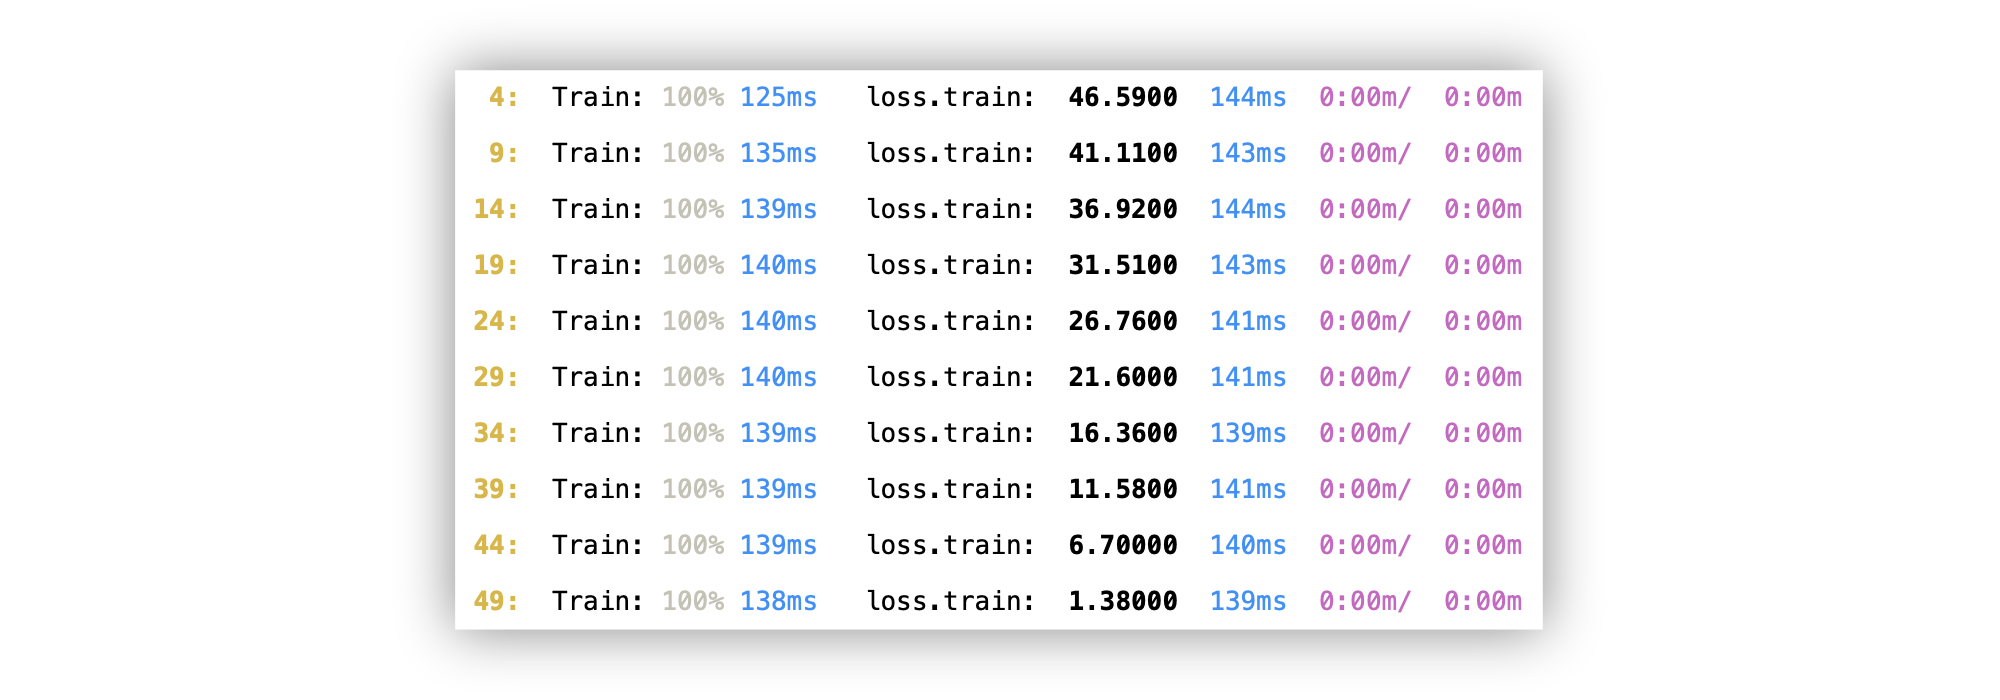 4: Train: 100% 125ms loss.train: 46.5900 144ms 0:00m/ 0:00m
9: Train: 100% 135ms loss.train: 41.1100 143ms 0:00m/ 0:00m
14: Train: 100% 139ms loss.train: 36.9200 144ms 0:00m/ 0:00m
19: Train: 100% 140ms loss.train: 31.5100 143ms 0:00m/ 0:00m
24: Train: 100% 140ms loss.train: 26.7600 141ms 0:00m/ 0:00m
29: Train: 100% 140ms loss.train: 21.6000 141ms 0:00m/ 0:00m
34: Train: 100% 139ms loss.train: 16.3600 139ms 0:00m/ 0:00m
39: Train: 100% 139ms loss.train: 11.5800 141ms 0:00m/ 0:00m
44: Train: 100% 139ms loss.train: 6.70000 140ms 0:00m/ 0:00m
49: Train: 100% 138ms loss.train: 1.38000 139ms 0:00m/ 0:00m